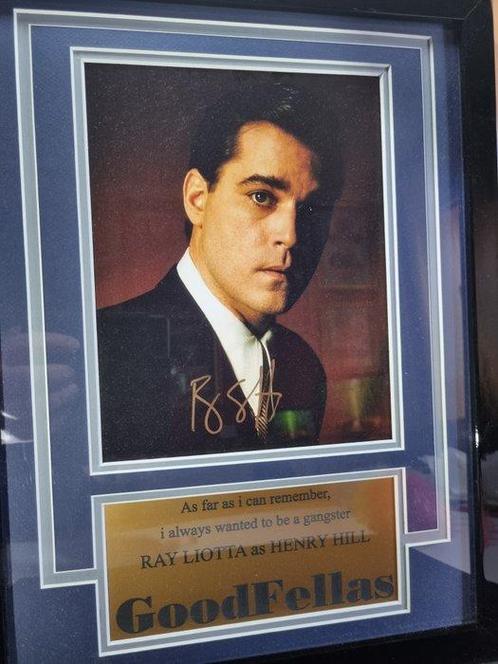 As far as i can remember,
i always wanted to be a gangster
RAY LIOTTA as HENRY HILL
GoodFellas